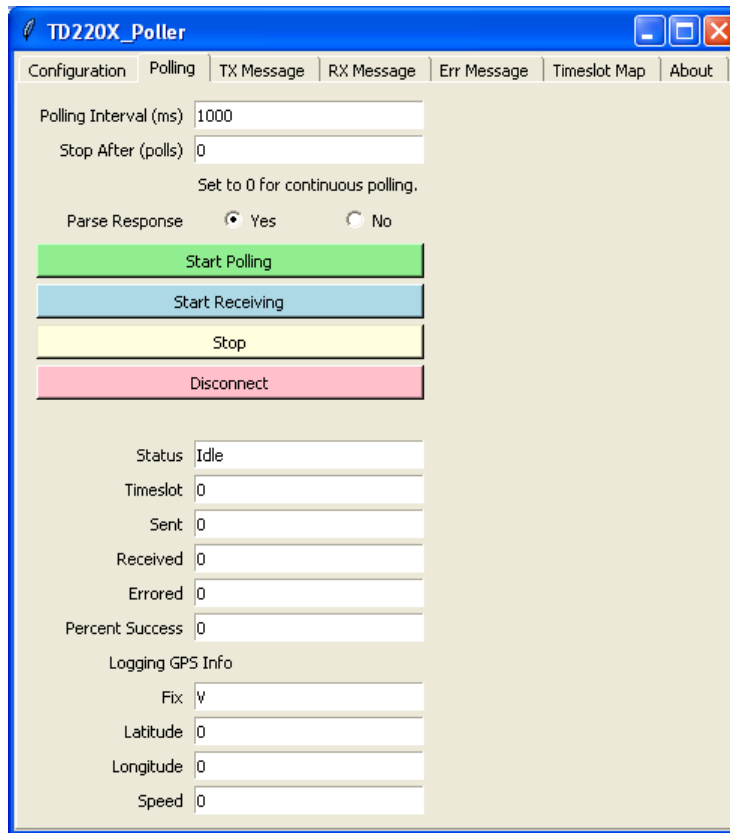 TD220X_Poller
Configuration Polling TX Message RX Message Err Message Timeslot Map About
Polling Interval (ms) 1000
Stop After (polls) 0
Set to 0 for continuous polling.
Parse Response Yes No
Start Polling
Start Receiving
Stop
Disconnect
Status Idle
Timeslot 0
Sent 0
Received 0
Errored 0
Percent Success 0
Logging GPS Info
Fix V
Latitude 0
Longitude 0
Speed 0